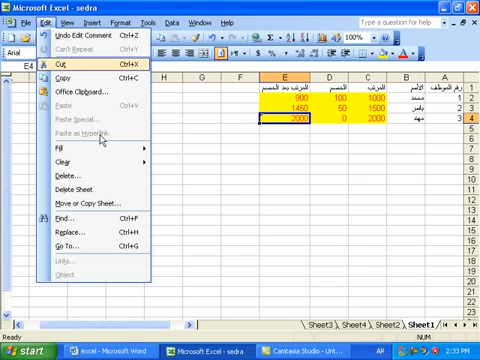 Microsoft Excel - sedra
File Edit View Insert Format Tools Data Window Help
Type a question for help
100%
Arial
E4
Undo Edit Comment Ctrl+Z
Can't Repeat Ctrl+Y
Cut Ctrl+X
Copy Ctrl+C
Office Clipboard...
Paste Ctrl+V
Paste Special...
Paste as Hyperlink
Fill
Clear
Delete...
Delete Sheet
Move or Copy Sheet...
Find... Ctrl+F
Replace... Ctrl+H
Go To... Ctrl+G
Links...
Object
H G F E D C B A
رقم الموظف الاسم المرتب الخصم المرتب بعد الخصم 1
1 محمد 1000 100 900 2
2 ياسر 1500 50 1450 3
3 مهند 2000 0 2000 4
5
6
7
8
9
10
11
12
13
14
15
16
17
18
19
20
21
22
23
Sheet3 Sheet4 Sheet2 Sheet1
Ready
NUM
start
excel - Microsoft Word
Microsoft Excel - sedra
Camtasia Studio - Unt...
AR
2:33 PM